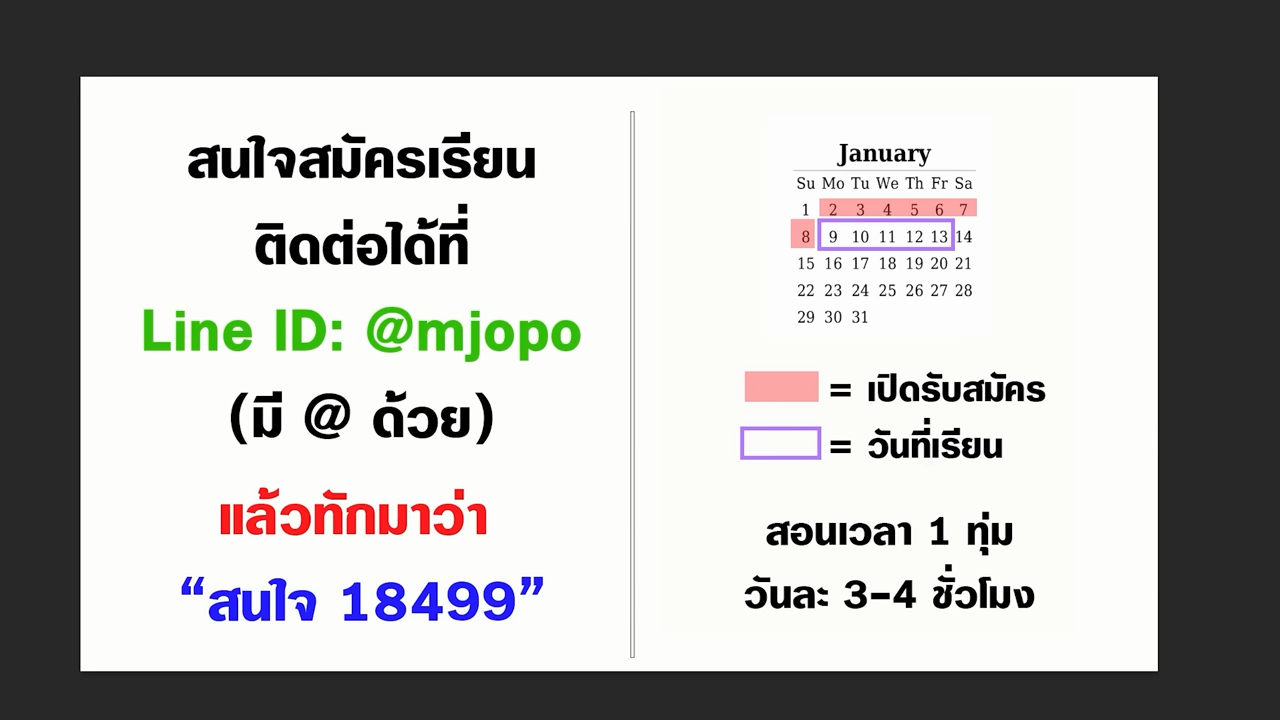 สนใจสมัครเรียน
ติดต่อได้ที่
Line ID: @mjopo
(มี @ ด้วย)
แล้วทักมาว่า
“สนใจ 18499”
January
Su Mo Tu We Th Fr Sa
1 2 3 4 5 6 7
8 9 10 11 12 13 14
15 16 17 18 19 20 21
22 23 24 25 26 27 28
29 30 31
= เปิดรับสมัคร
= วันที่เรียน
สอนเวลา 1 ทุ่ม
วันละ 3-4 ชั่วโมง